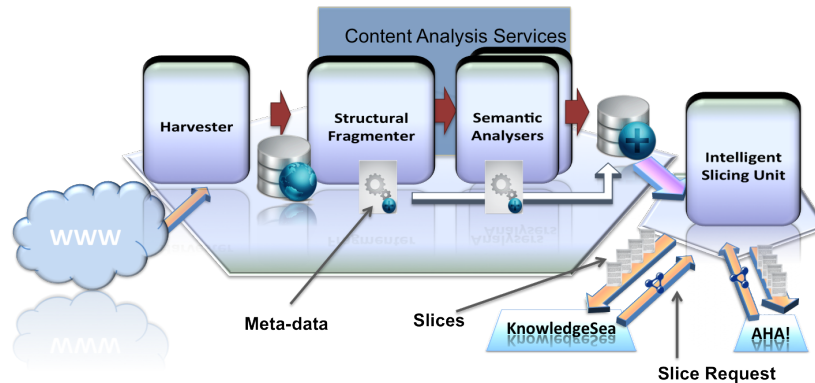 Content Analysis Services
Harvester
Structural
Fragmenter
Semantic
Analysers
Intelligent
Slicing Unit
www
Meta-data
Slices
KnowledgeSea
AHA!
Slice Request